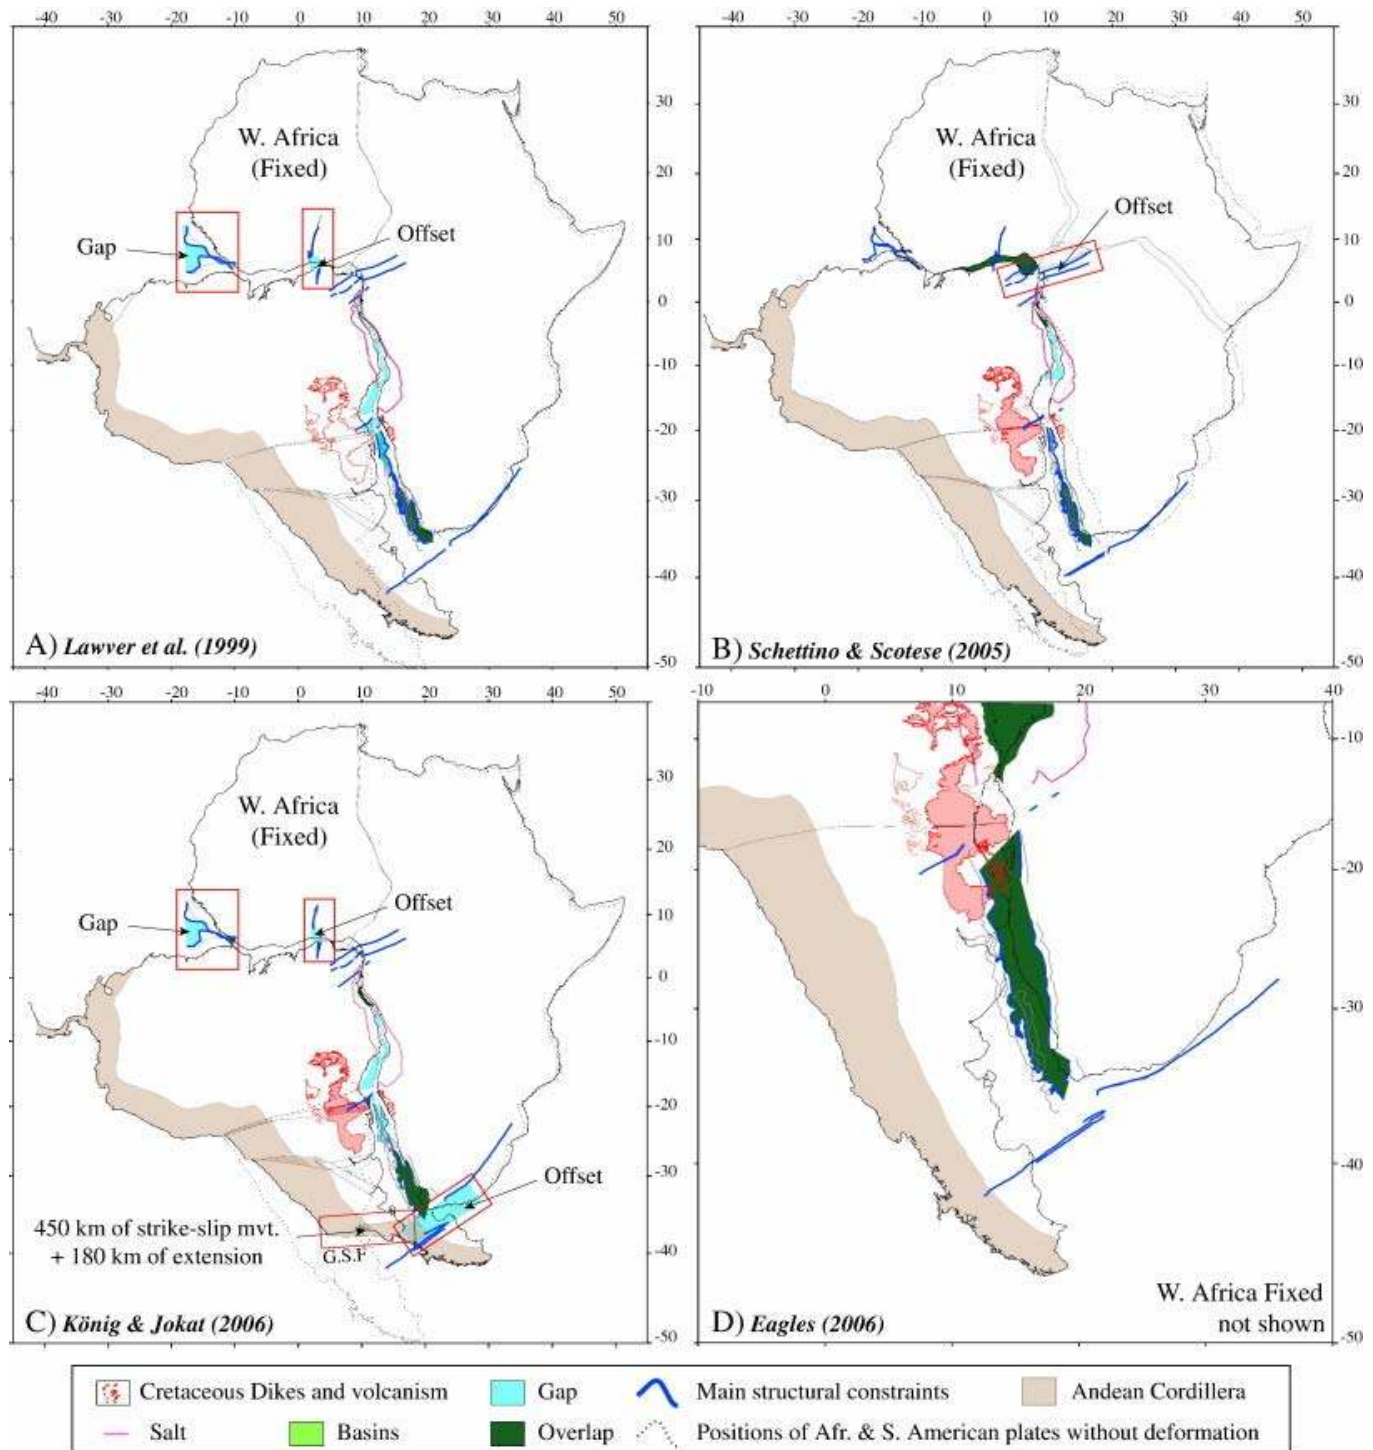 -40 -30 -20 -10 0 10 20 30 40 50
-40 -30 -20 -10 0 10 20 30 40 50
W. Africa
(Fixed)
Gap
Offset
A) Lawver et al. (1999)
30
20
10
0
-10
-20
-30
-40
-50
W. Africa
(Fixed)
Offset
B) Schettino & Scotese (2005)
30
20
10
0
-10
-20
-30
-40
-50
-40 -30 -20 -10 0 10 20 30 40 50
-10 0 10 20 30 40
W. Africa
(Fixed)
Gap
Offset
Offset
450 km of strike-slip mvt.
+ 180 km of extension
G.S.F
C) König & Jokat (2006)
30
20
10
0
-10
-20
-30
-40
-50
W. Africa Fixed
not shown
D) Eagles (2006)
-10
-20
-30
-40
-50
Cretaceous Dikes and volcanism Gap Main structural constraints Andean Cordillera
Salt Basins Overlap Positions of Afr. & S. American plates without deformation